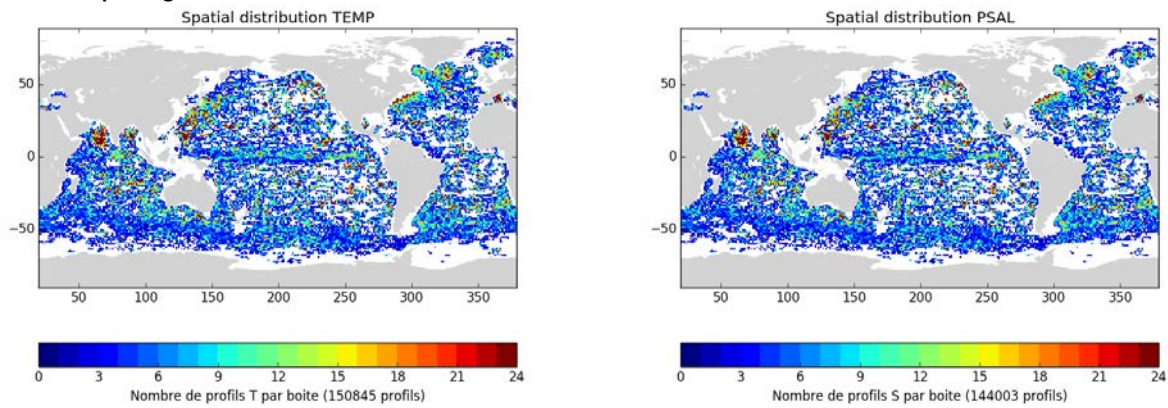 Spatial distribution TEMP
50
0
−50
50 100 150 200 250 300 350
0 3 6 9 12 15 18 21 24
Nombre de profils T par boite (150845 profils)
Spatial distribution PSAL
50
0
−50
50 100 150 200 250 300 350
0 3 6 9 12 15 18 21 24
Nombre de profils S par boite (144003 profils)